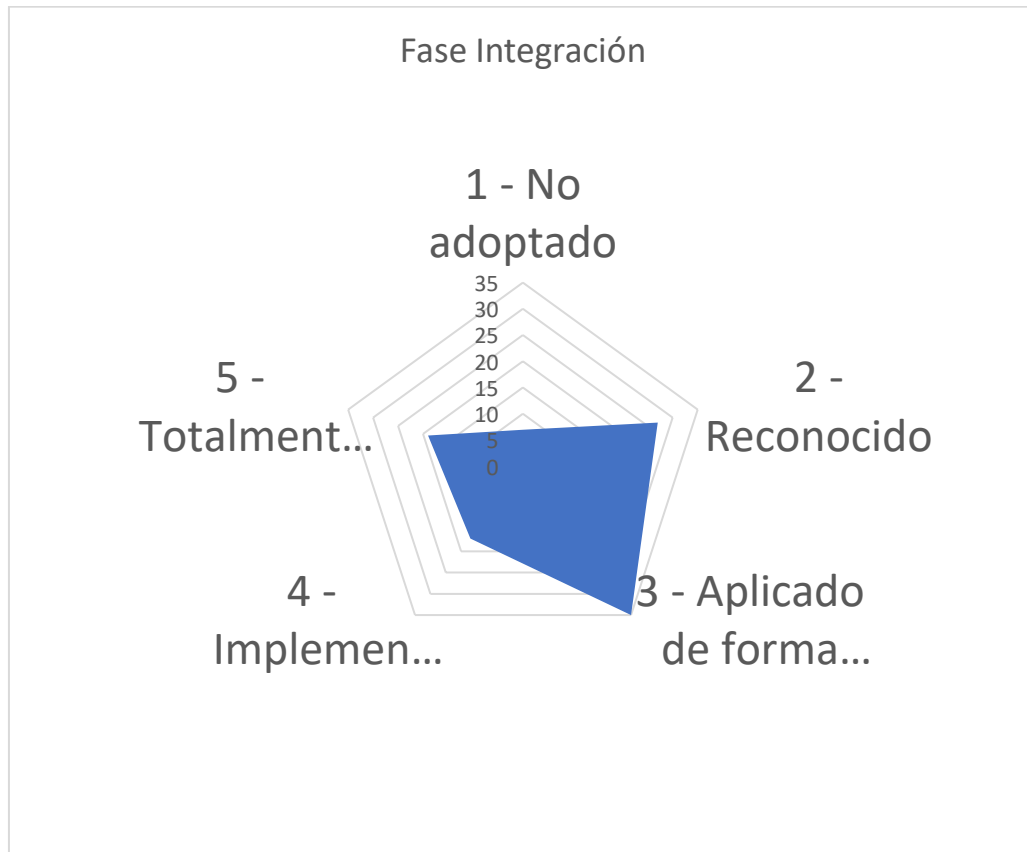 Fase Integración
1 - No
adoptado
35
30
25
20
15
10
5
0
2 -
Reconocido
3 - Aplicado
de forma…
4 -
Implemen…
5 -
Totalment…